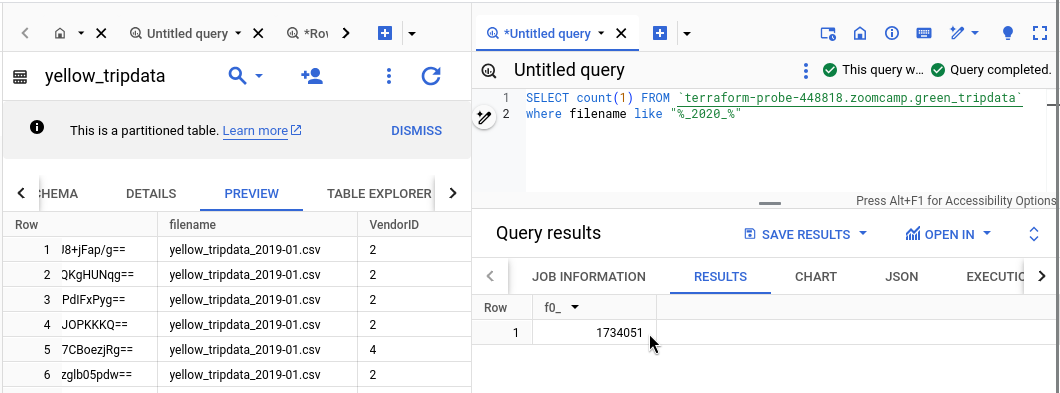 Untitled query
*Rov
yellow_tripdata
This is a partitioned table. Learn more
DISMISS
CHEMA DETAILS PREVIEW TABLE EXPLORER
Row filename VendorID
1 J8+jFap/g== yellow_tripdata_2019-01.csv 2
2 QKgHUNqg== yellow_tripdata_2019-01.csv 2
3 PdIFxPyg== yellow_tripdata_2019-01.csv 2
4 JOPKKKQ== yellow_tripdata_2019-01.csv 2
5 7CBoezjRg== yellow_tripdata_2019-01.csv 4
6 zglb05pdw== yellow_tripdata_2019-01.csv 2
*Untitled query
Untitled query
This query w...
Query completed.
1 SELECT count(1) FROM `terraform-probe-448818.zoomcamp.green_tripdata`
2 where filename like "%_2020_%"
Press Alt+F1 for Accessibility Options
Query results
SAVE RESULTS
OPEN IN
JOB INFORMATION RESULTS CHART JSON EXECUTIO
Row f0_
1 1734051